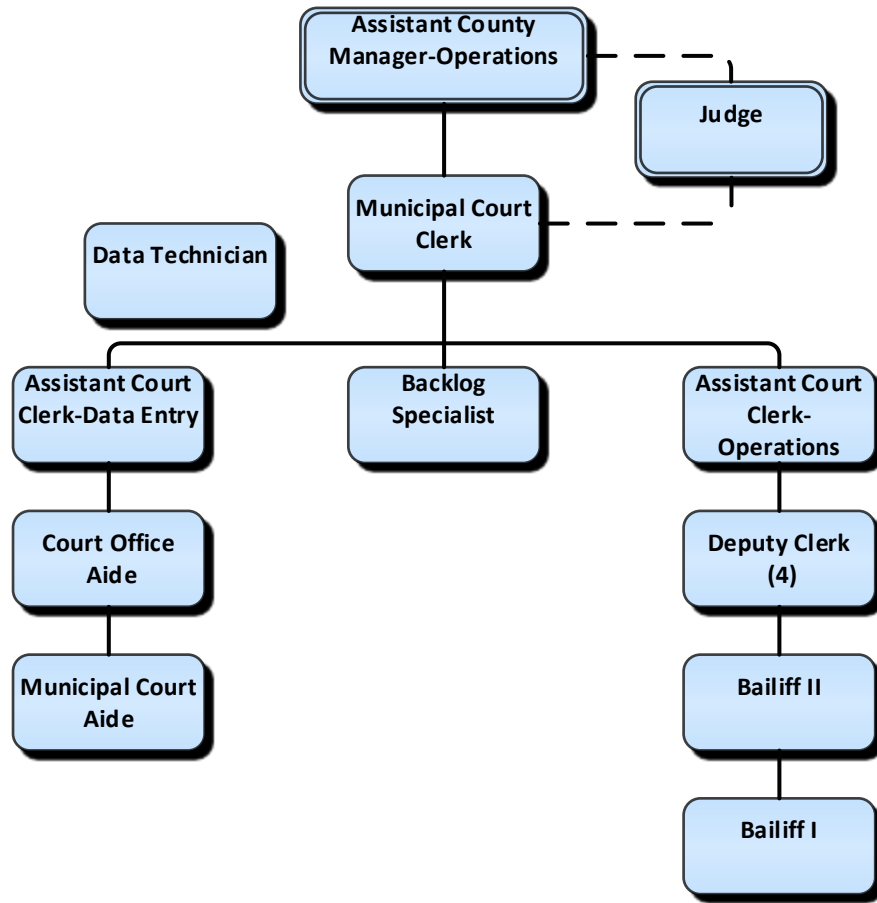 Assistant County
Manager-Operations
Judge
Municipal Court
Clerk
Data Technician
Assistant Court
Clerk-Data Entry
Backlog
Specialist
Assistant Court
Clerk-
Operations
Court Office
Aide
Deputy Clerk
(4)
Municipal Court
Aide
Bailiff II
Bailiff I